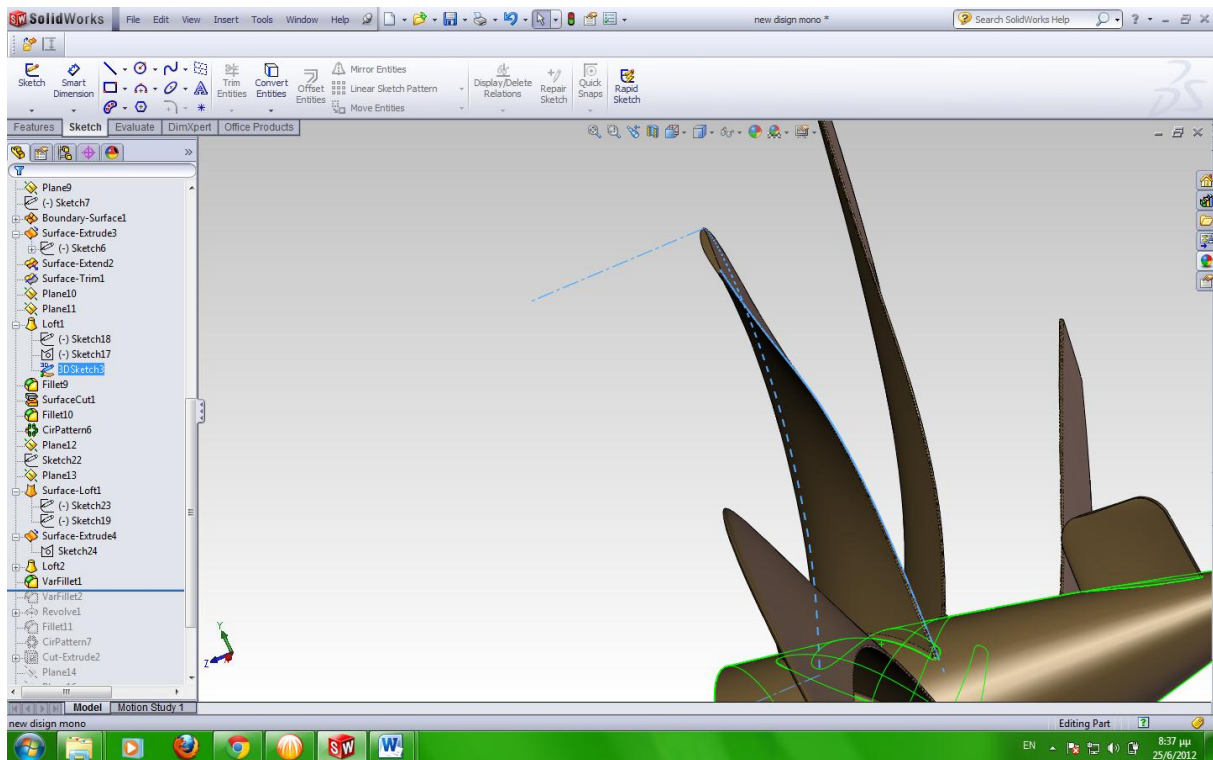 SolidWorks File Edit View Insert Tools Window Help new disign mono * Search SolidWorks Help ?
Sketch Smart Dimension Trim Entities Convert Entities Offset Entities Mirror Entities Linear Sketch Pattern Move Entities Display/Delete Relations Repair Sketch Quick Snaps Rapid Sketch
Features Sketch Evaluate DimXpert Office Products
Plane9
(-) Sketch7
Boundary-Surface1
Surface-Extrude3
(-) Sketch6
Surface-Extend2
Surface-Trim1
Plane10
Plane11
Loft1
(-) Sketch18
(-) Sketch17
3DSketch3
Fillet9
SurfaceCut1
Fillet10
CirPattern6
Plane12
Sketch22
Plane13
Surface-Loft1
(-) Sketch23
(-) Sketch19
Surface-Extrude4
Sketch24
Loft2
VarFillet1
VarFillet2
Revolve1
Fillet11
CirPattern7
Cut-Extrude2
Plane14
Y
Z
Model Motion Study 1
new disign mono Editing Part
EN 8:37 μμ
25/6/2012